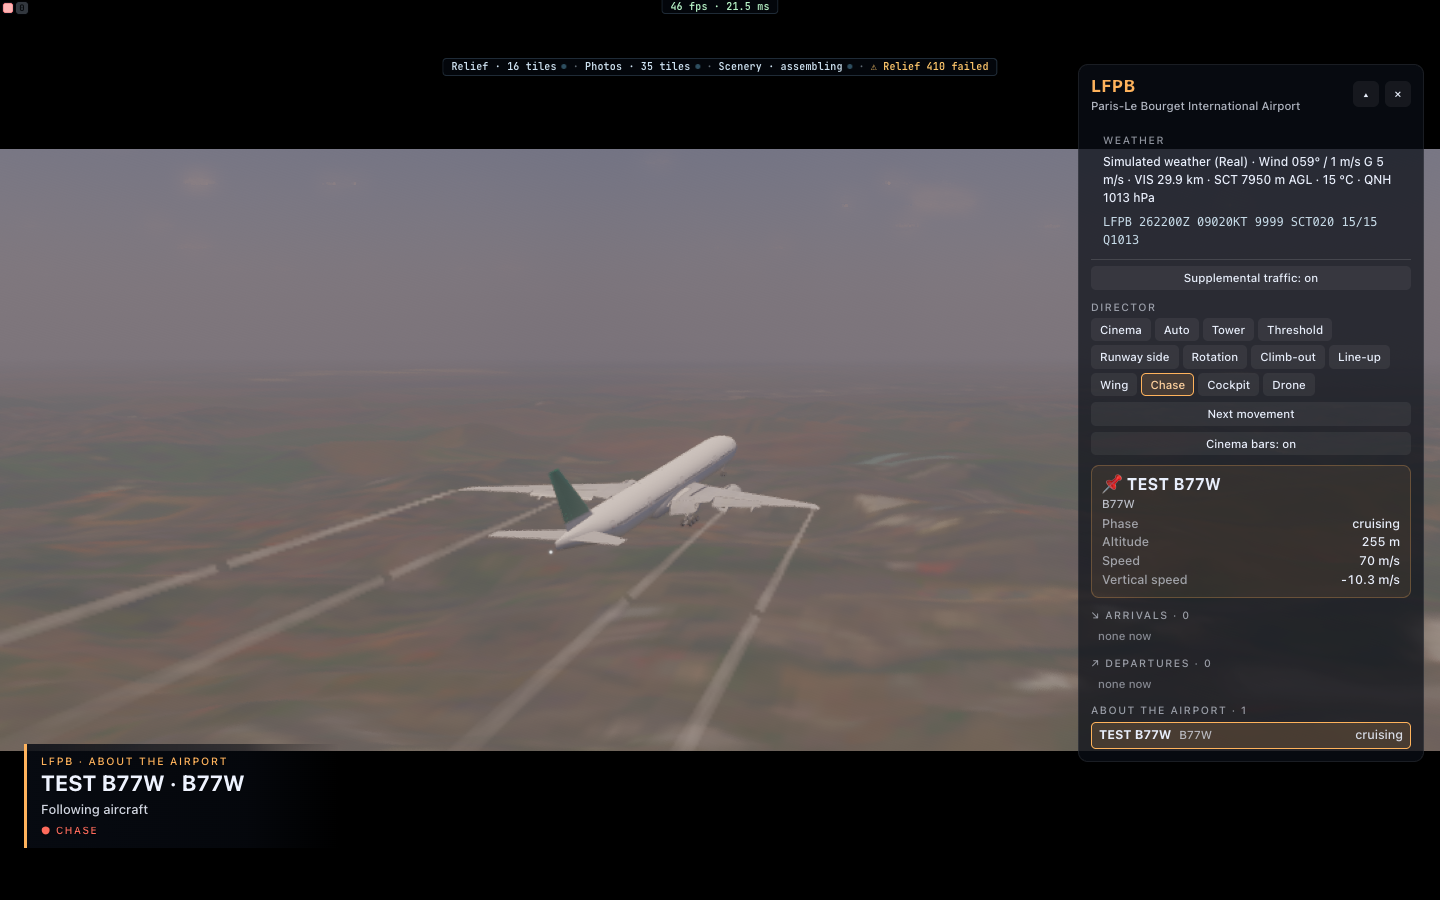 46 fps · 21.5 ms
Relief · 16 tiles · Photos · 35 tiles · Scenery · assembling · ⚠ Relief 410 failed
LFPB
Paris-Le Bourget International Airport
WEATHER
Simulated weather (Real) · Wind 059° / 1 m/s G 5
m/s · VIS 29.9 km · SCT 7950 m AGL · 15 °C · QNH
1013 hPa
LFPB 262200Z 09020KT 9999 SCT020 15/15
Q1013
Supplemental traffic: on
DIRECTOR
Cinema Auto Tower Threshold
Runway side Rotation Climb-out Line-up
Wing Chase Cockpit Drone
Next movement
Cinema bars: on
📌 TEST B77W
B77W
Phase cruising
Altitude 255 m
Speed 70 m/s
Vertical speed -10.3 m/s
↘ ARRIVALS · 0
none now
↗ DEPARTURES · 0
none now
ABOUT THE AIRPORT · 1
TEST B77W B77W cruising
LFPB · ABOUT THE AIRPORT
TEST B77W · B77W
Following aircraft
CHASE